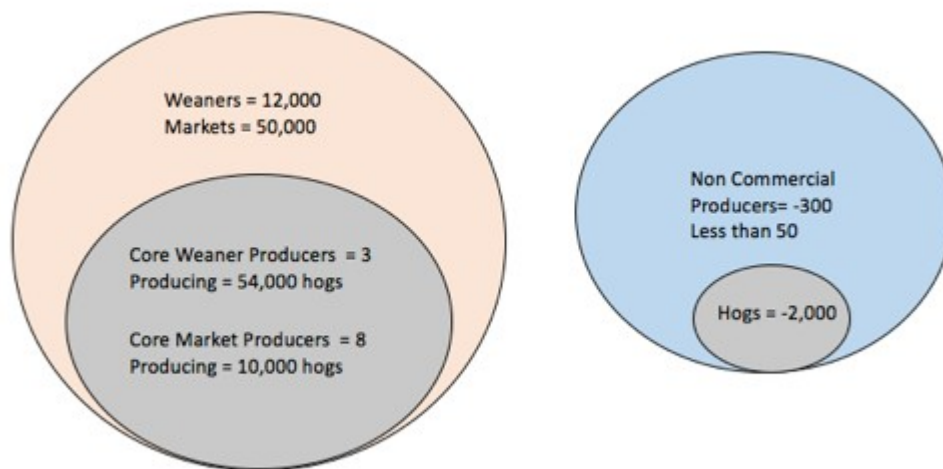 Weaners = 12,000
Markets = 50,000
Core Weaner Producers = 3
Producing = 54,000 hogs
Core Market Producers = 8
Producing = 10,000 hogs
Non Commercial
Producers= -300
Less than 50
Hogs = -2,000